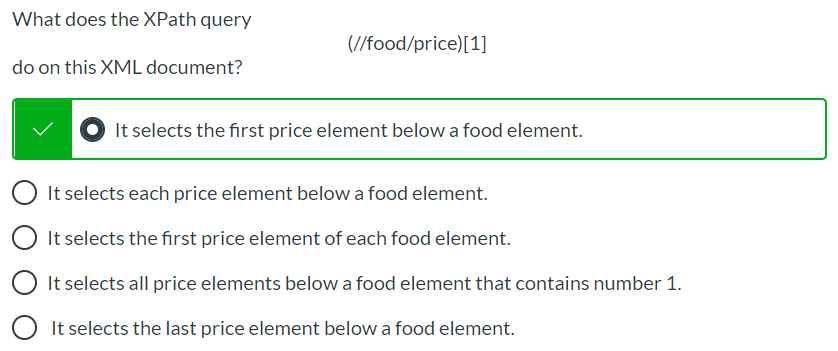 What does the XPath query
(//food/price)[1]
do on this XML document?
It selects the first price element below a food element.
It selects each price element below a food element.
It selects the first price element of each food element.
It selects all price elements below a food element that contains number 1.
It selects the last price element below a food element.